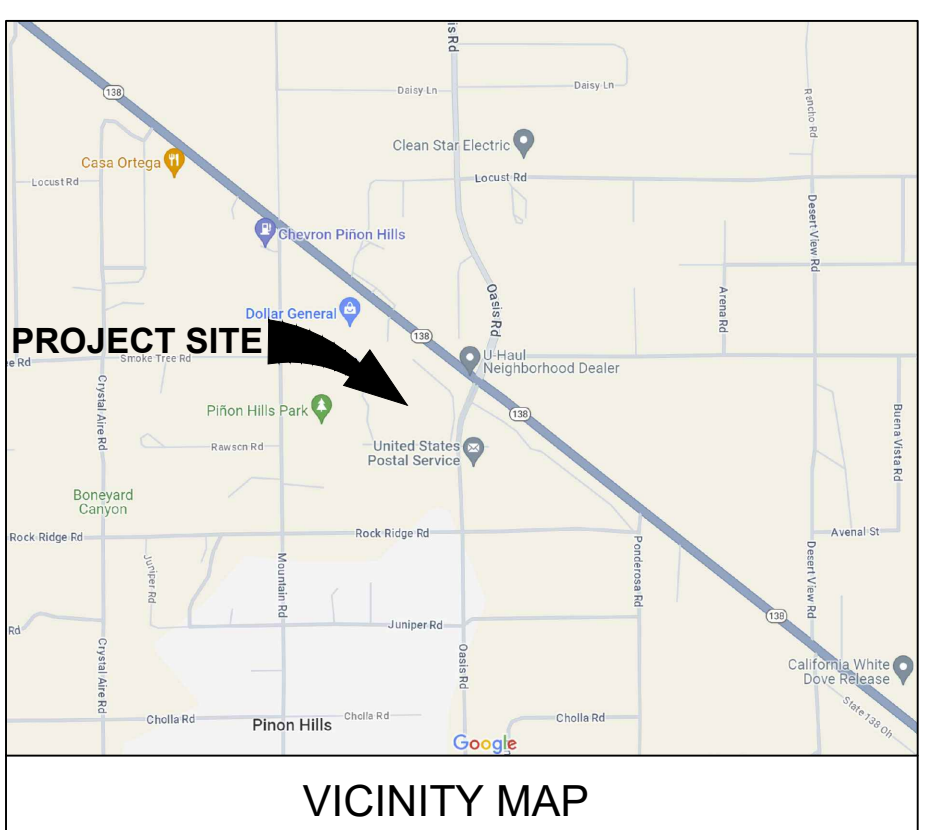 is Rd
138
Daisy Ln
Daisy Ln
Rancho Rd
Clean Star Electric
Casa Ortega
Locust Rd
Locust Rd
Desert View Rd
Chevron Piñon Hills
Oasis Rd
Arena Rd
Dollar General
138
PROJECT SITE
Smoke Tree Rd
e Rd
U-Haul
Neighborhood Dealer
Crystal Aire Rd
Piñon Hills Park
138
Buena Vista Rd
Rawson Rd
United States
Postal Service
Boneyard
Canyon
Rock Ridge Rd
Rock Ridge Rd
Avenal St
Juniper Rd
Mountain Rd
Ponderosa Rd
Desert View Rd
138
Rd
Juniper Rd
Crystal Aire Rd
Oasis Rd
California White
Dove Release
State 138 Oh
Cholla Rd
Pinon Hills
Cholla Rd
Cholla Rd
Google
VICINITY MAP